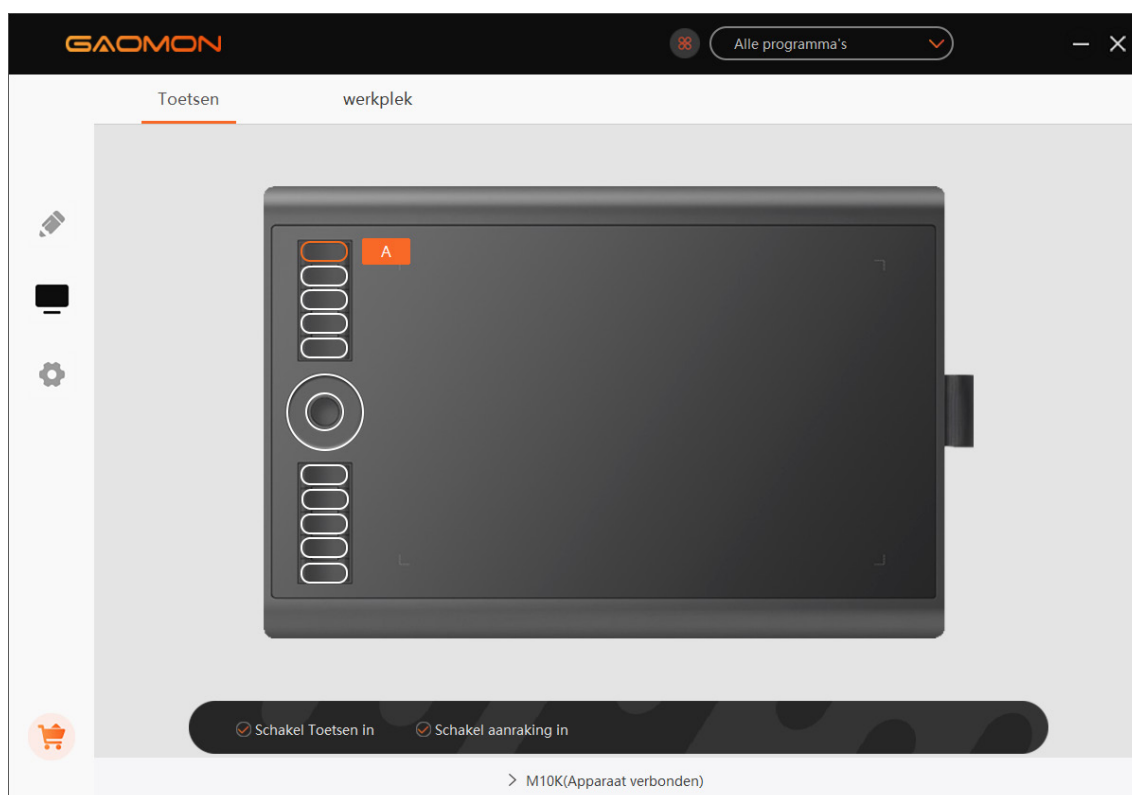 GAOMON
Alle programma's
Toetsen
werkplek
A
Schakel Toetsen in
Schakel aanraking in
M10K(Apparaat verbonden)